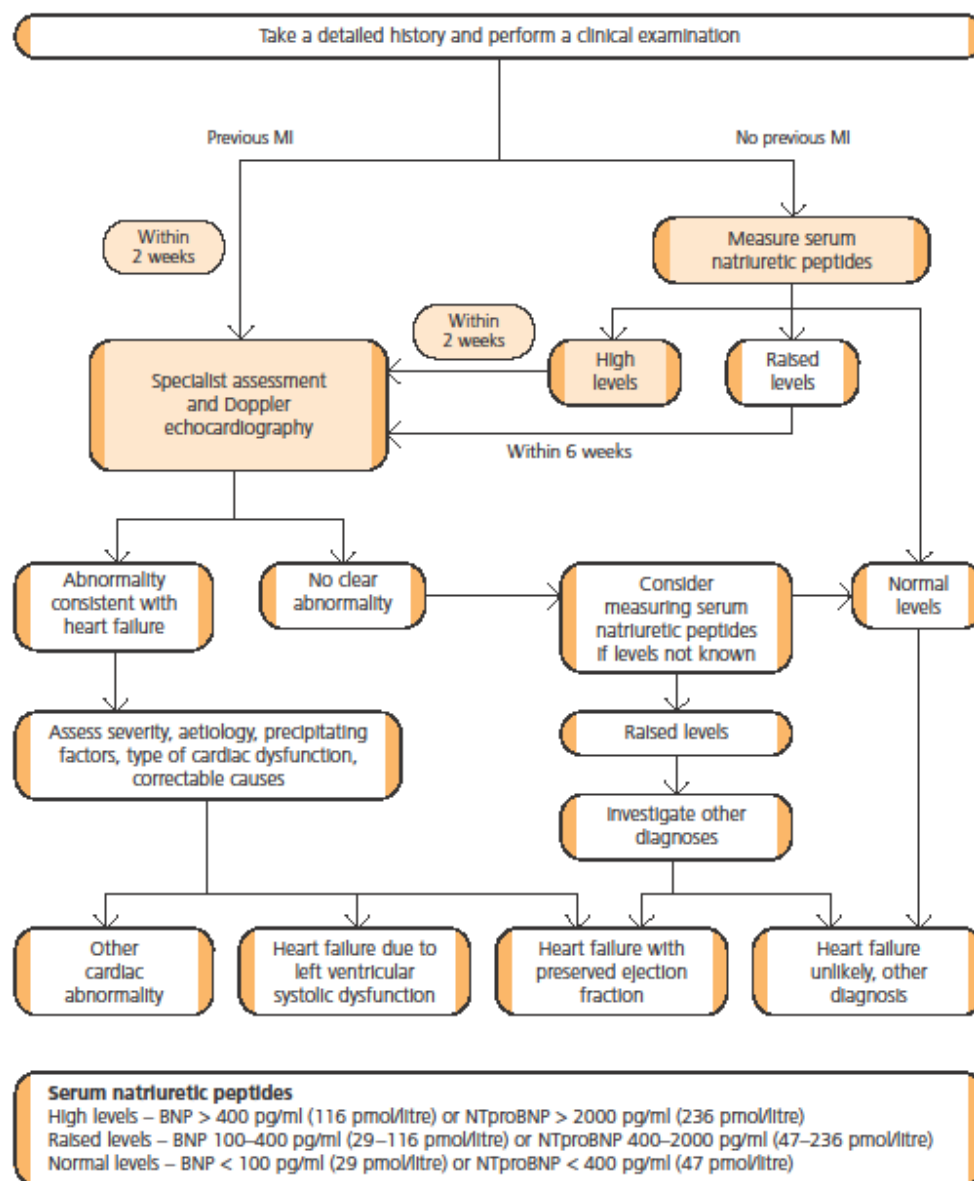 Take a detailed history and perform a clinical examination
Previous MI
No previous MI
Within
2 weeks
Measure serum
natriuretic peptides
Within
2 weeks
High
levels
Raised
levels
Specialist assessment
and Doppler
echocardiography
Within 6 weeks
Abnormality
consistent with
heart failure
No clear
abnormality
Consider
measuring serum
natriuretic peptides
if levels not known
Normal
levels
Assess severity, aetiology, precipitating
factors, type of cardiac dysfunction,
correctable causes
Raised levels
Investigate other
diagnoses
Other
cardiac
abnormality
Heart failure due to
left ventricular
systolic dysfunction
Heart failure with
preserved ejection
fraction
Heart failure
unlikely, other
diagnosis
Serum natriuretic peptides
High levels – BNP > 400 pg/ml (116 pmol/litre) or NTproBNP > 2000 pg/ml (236 pmol/litre)
Raised levels – BNP 100–400 pg/ml (29–116 pmol/litre) or NTproBNP 400–2000 pg/ml (47–236 pmol/litre)
Normal levels – BNP < 100 pg/ml (29 pmol/litre) or NTproBNP < 400 pg/ml (47 pmol/litre)